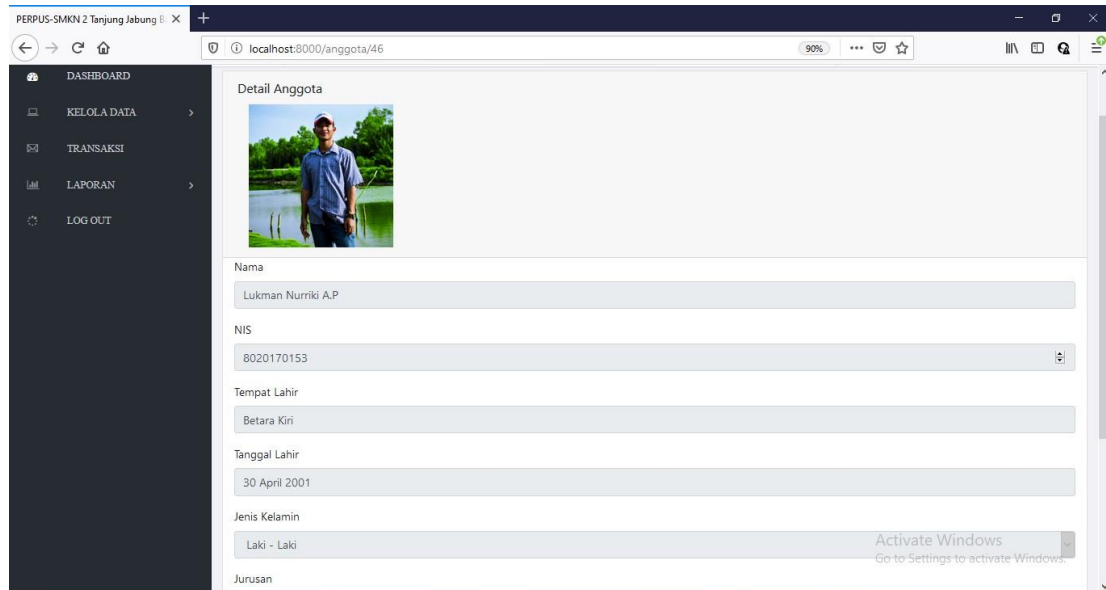 PERPUS-SMKN 2 Tanjung Jabung B
localhost:8000/anggota/46
90%
DASHBOARD
KELOLA DATA
TRANSAKSI
LAPORAN
LOG OUT
Detail Anggota
Nama
Lukman Nurriki A.P
NIS
8020170153
Tempat Lahir
Betara Kiri
Tanggal Lahir
30 April 2001
Jenis Kelamin
Laki - Laki
Jurusan
Activate Windows
Go to Settings to activate Windows.